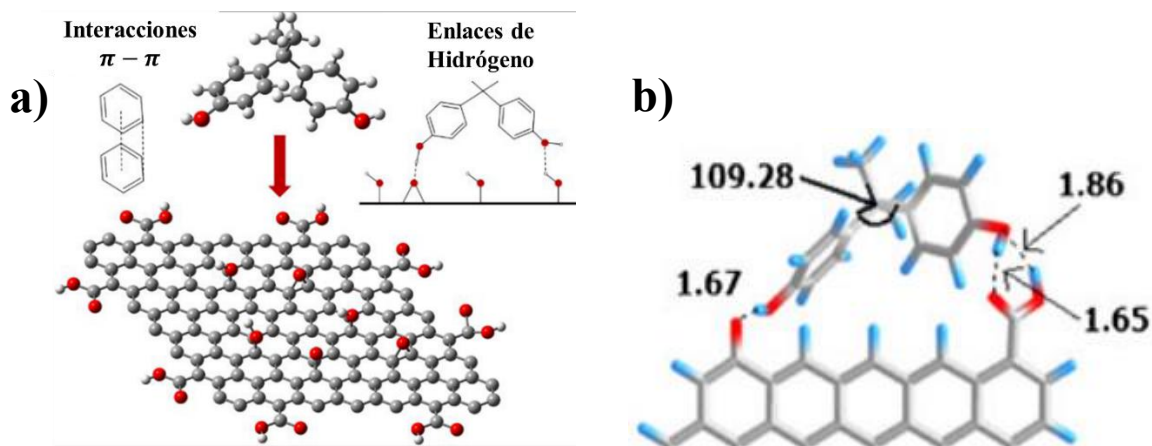 a)
Interacciones
π − π
Enlaces de
Hidrógeno
b)
109.28
1.86
1.67
1.65